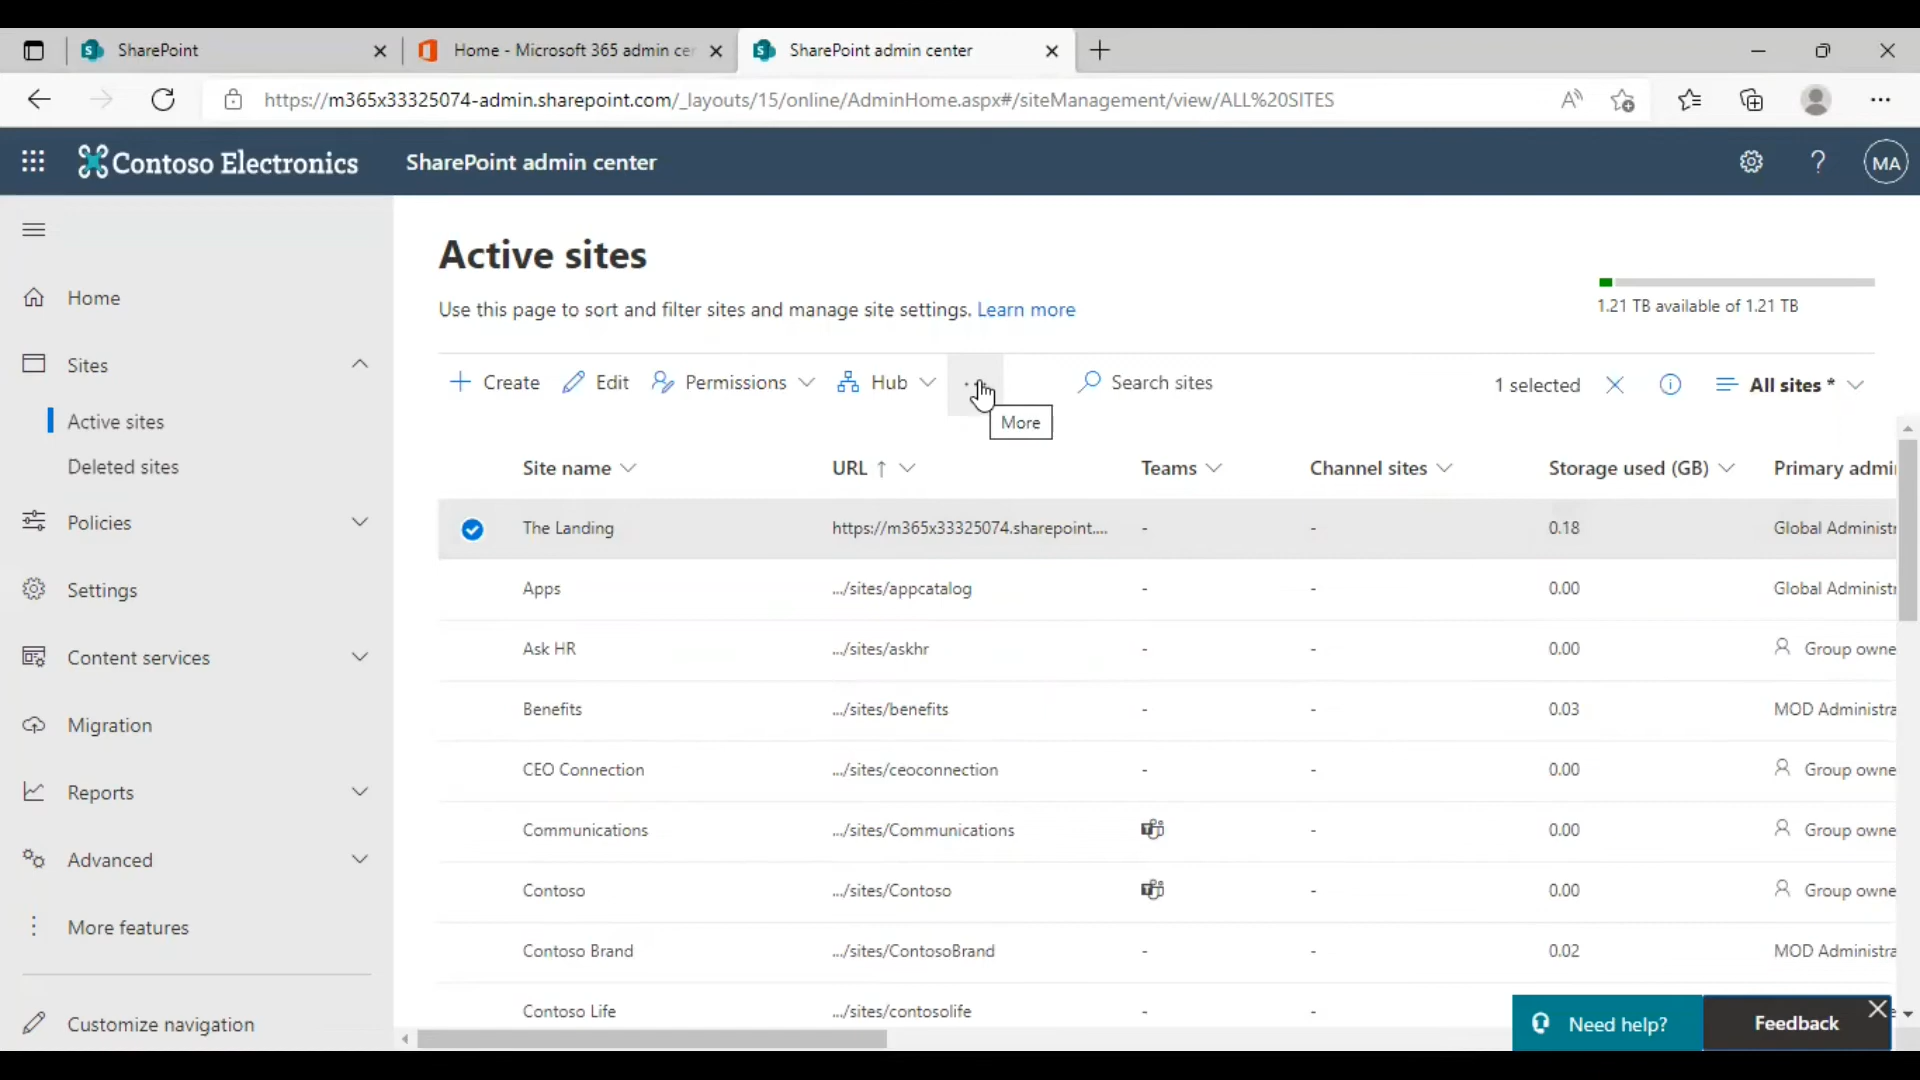 SharePoint
Home - Microsoft 365 admin cer
SharePoint admin center
https://m365x33325074-admin.sharepoint.com/_layouts/15/online/AdminHome.aspx#/siteManagement/view/ALL%20SITES
Contoso Electronics
SharePoint admin center
MA
Home
Sites
Active sites
Deleted sites
Policies
Settings
Content services
Migration
Reports
Advanced
More features
Customize navigation
Active sites
Use this page to sort and filter sites and manage site settings. Learn more
1.21 TB available of 1.21 TB
Create Edit Permissions Hub Search sites 1 selected All sites *
More
Site name URL ↑ Teams Channel sites Storage used (GB) Primary admi
The Landing https://m365x33325074.sharepoint.... - - 0.18 Global Administr
Apps .../sites/appcatalog - - 0.00 Global Administr
Ask HR .../sites/askhr - - 0.00 Group owne
Benefits .../sites/benefits - - 0.03 MOD Administra
CEO Connection .../sites/ceoconnection - - 0.00 Group owne
Communications .../sites/Communications - 0.00 Group owne
Contoso .../sites/Contoso - 0.00 Group owne
Contoso Brand .../sites/ContosoBrand - - 0.02 MOD Administra
Contoso Life .../sites/contosolife - -
Need help?
Feedback